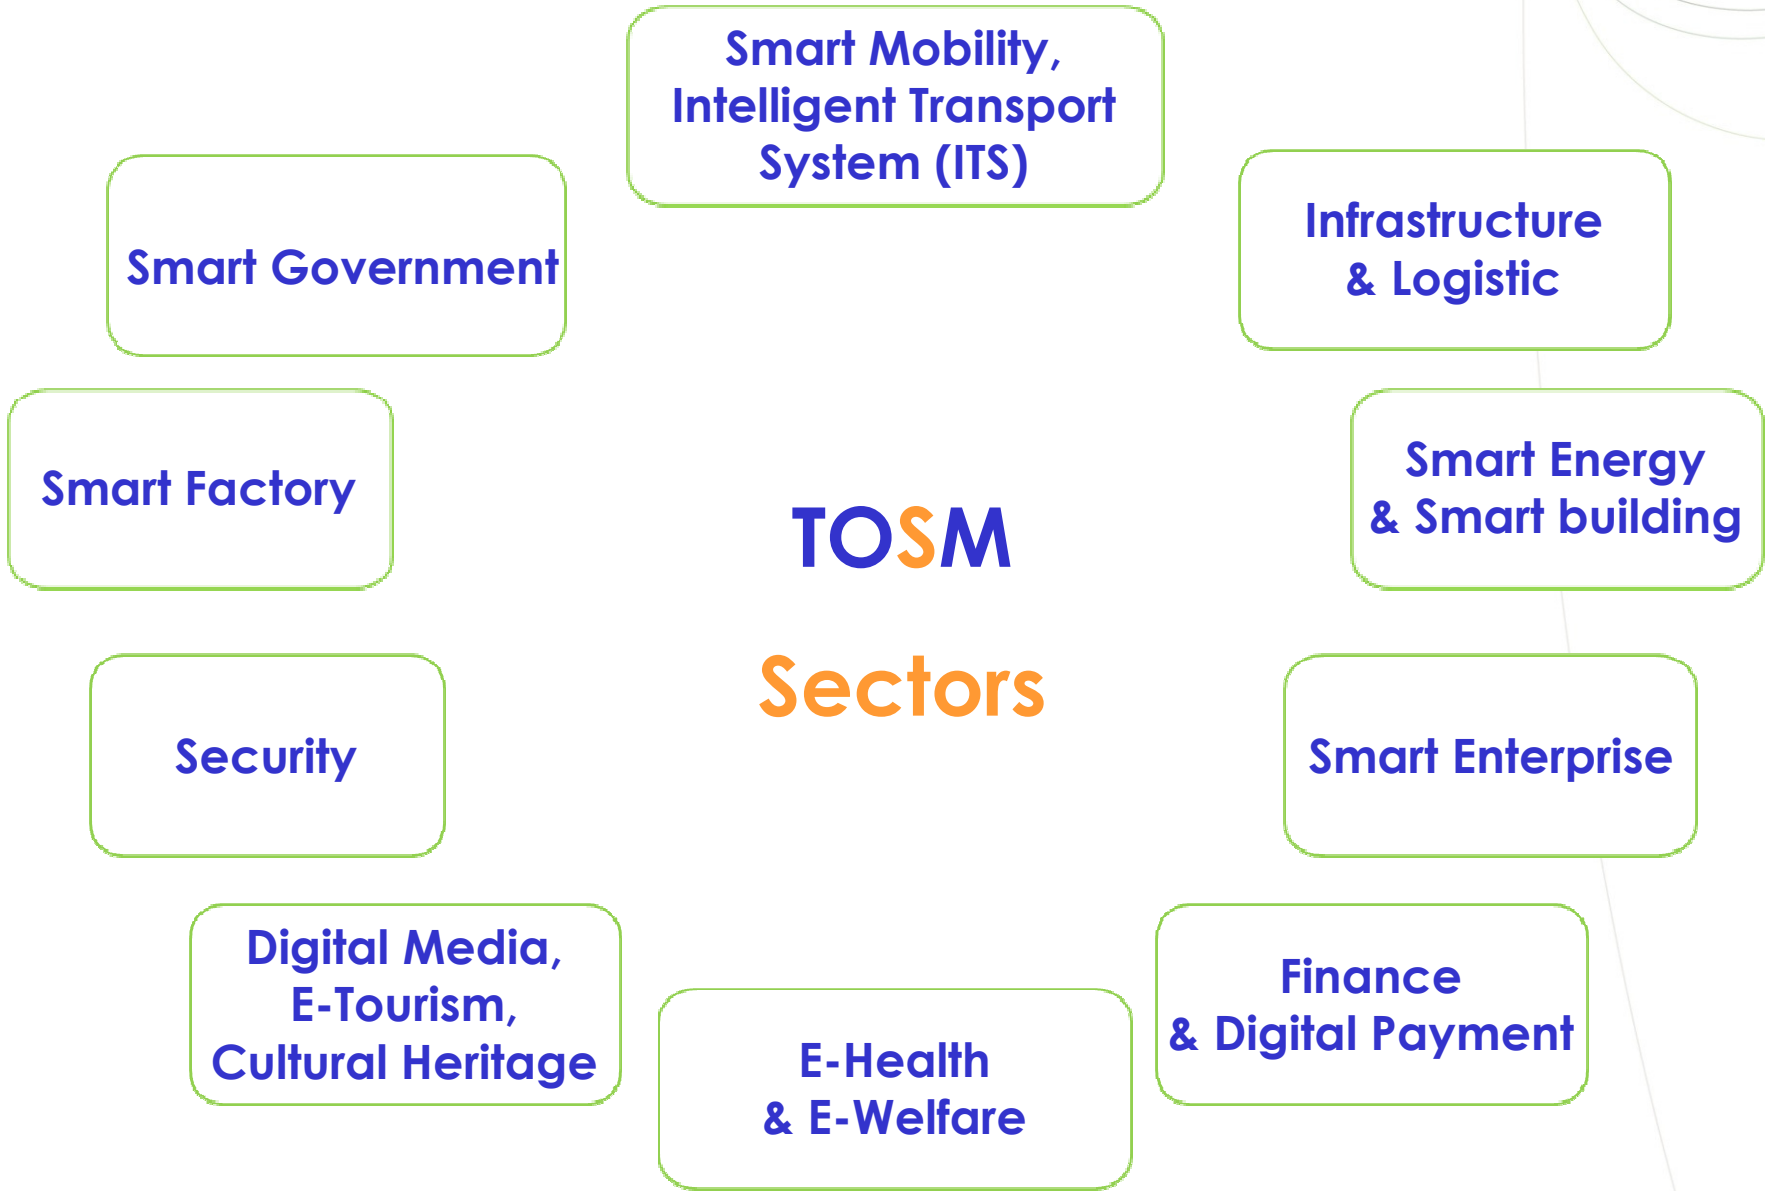 Smart Mobility,
Intelligent Transport
System (ITS)
Smart Government
Infrastructure
& Logistic
Smart Factory
Smart Energy
& Smart building
TOSM
Sectors
Security
Smart Enterprise
Digital Media,
E-Tourism,
Cultural Heritage
Finance
& Digital Payment
E-Health
& E-Welfare